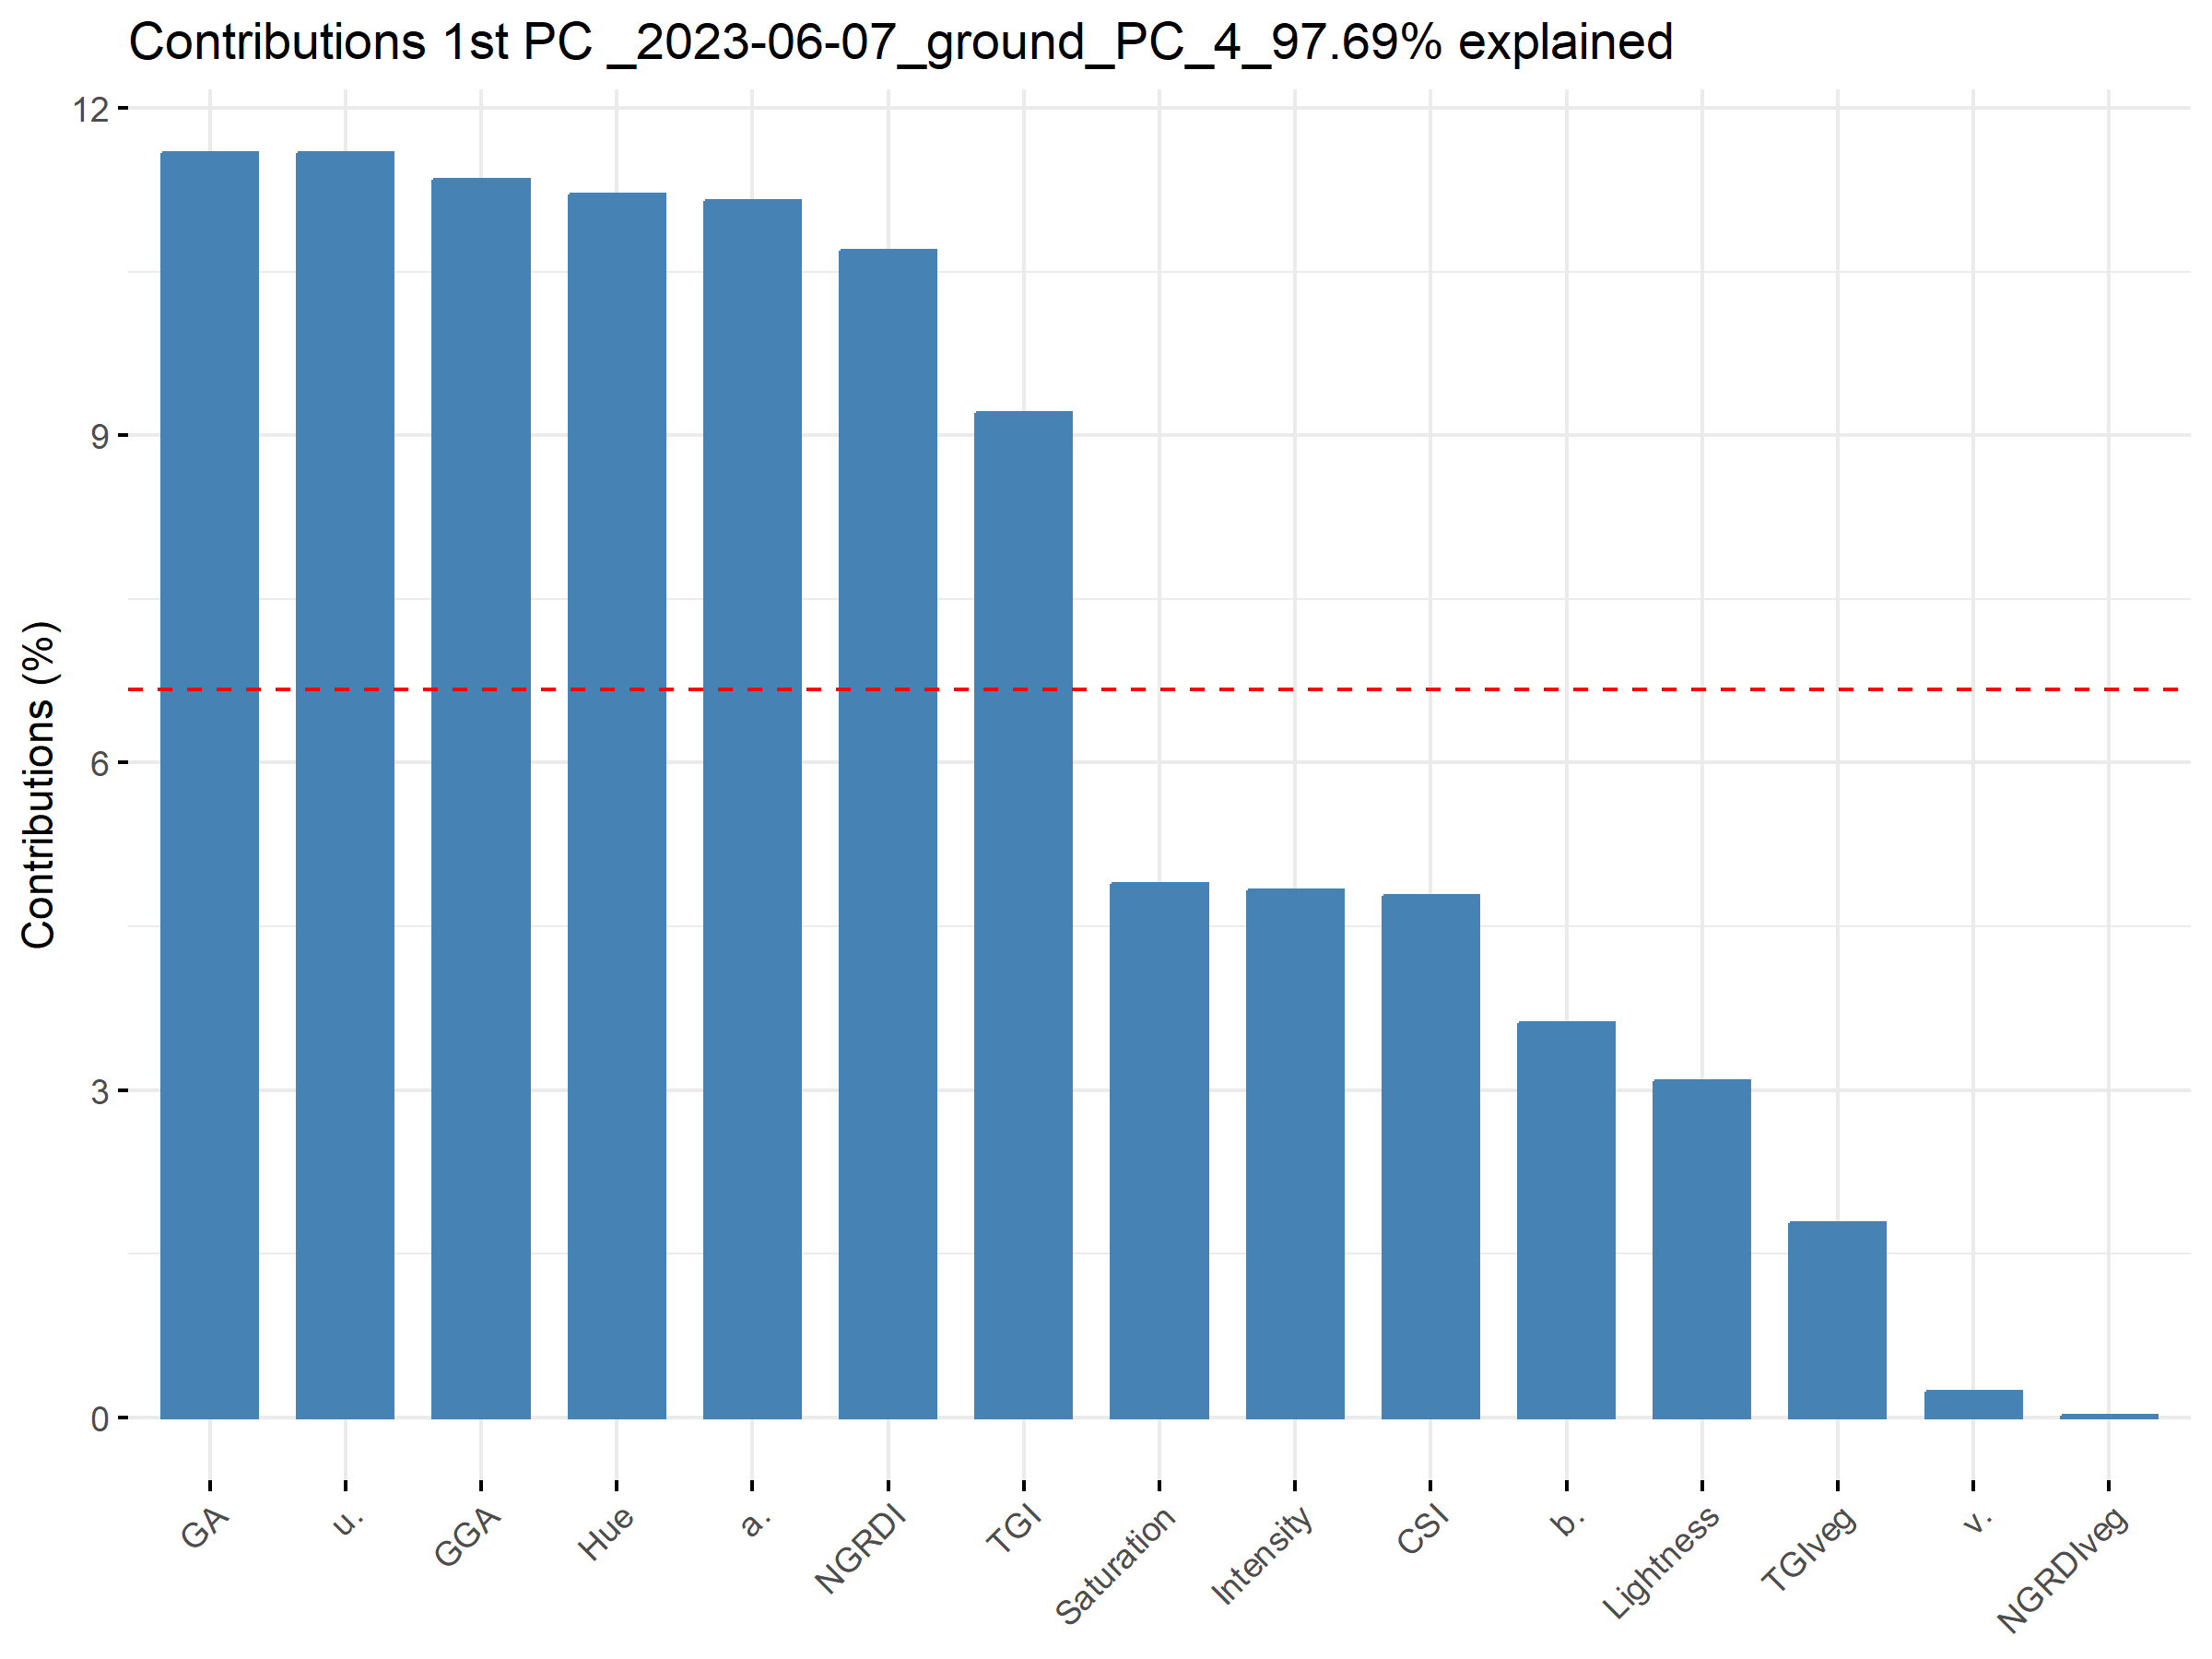 Contributions 1st PC _2023-06-07_ground_PC_4_97.69% explained
Contributions (%)
12
9
6
3
0
GA
u.
GGA
Hue
a.
NGRDI
TGI
Saturation
Intensity
CSI
b.
Lightness
TGIveg
v.
NGRDIveg